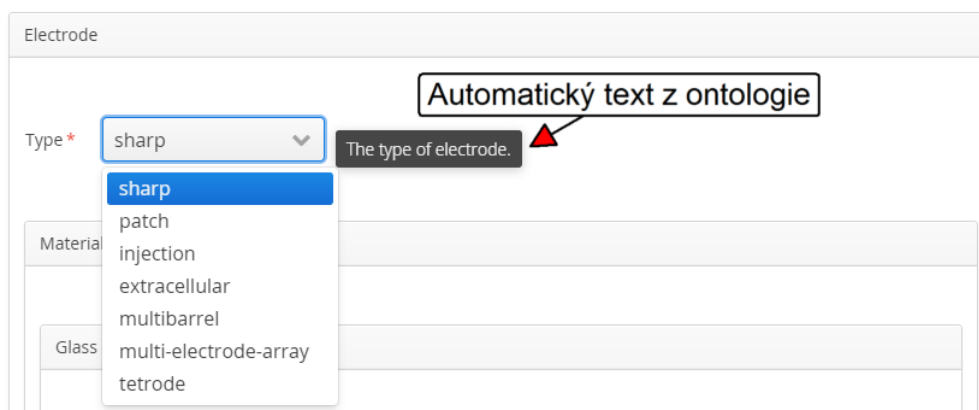 Electrode
Automatický text z ontologie
Type * sharp
The type of electrode.
sharp
patch
Material
injection
extracellular
multibarrel
Glass
multi-electrode-array
tetrode